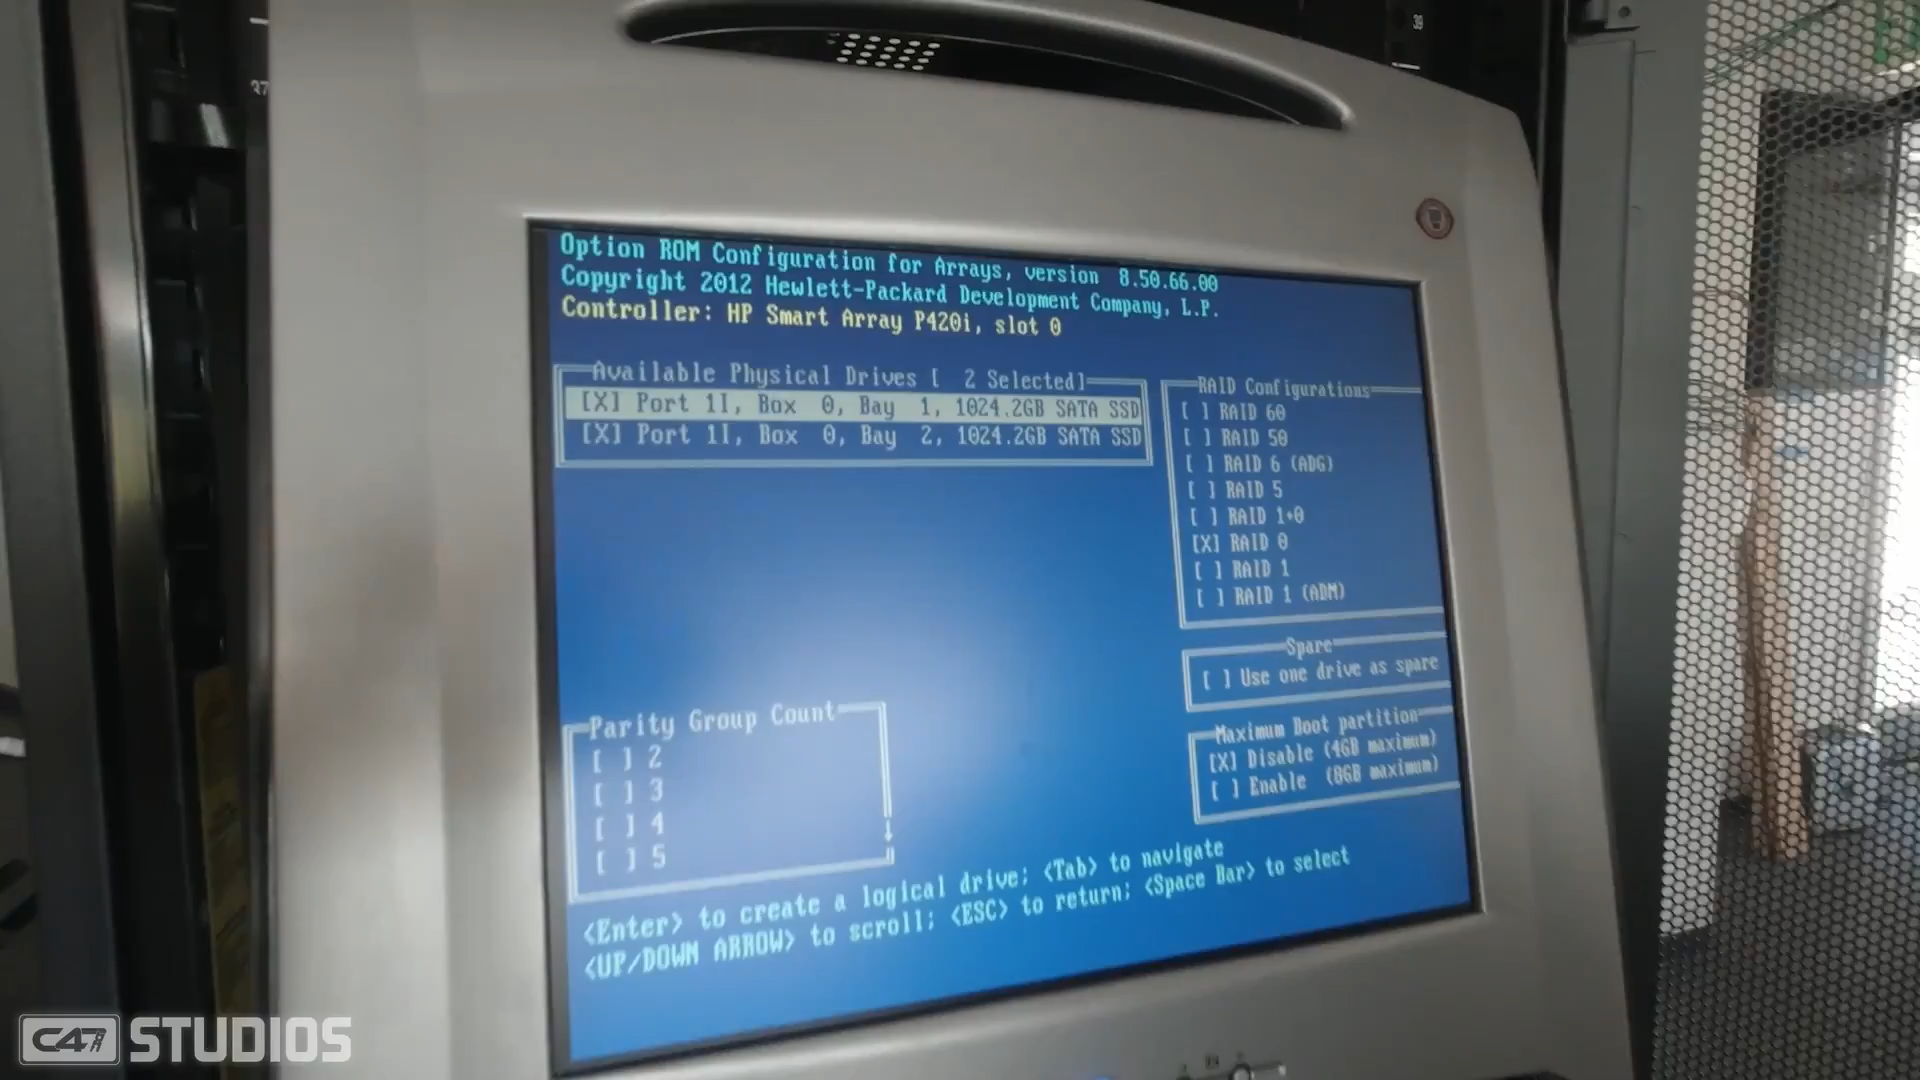 39
37
Option ROM Configuration for Arrays, version 8.50.66.00
Copyright 2012 Hewlett-Packard Development Company, L.P.
Controller: HP Smart Array P420i, slot 0
Available Physical Drives [ 2 Selected]
[X] Port 1I, Box 0, Bay 1, 1024.2GB SATA SSD
[X] Port 1I, Box 0, Bay 2, 1024.2GB SATA SSD
RAID Configurations
[ ] RAID 60
[ ] RAID 50
[ ] RAID 6 (ADG)
[ ] RAID 5
[ ] RAID 1+0
[X] RAID 0
[ ] RAID 1
[ ] RAID 1 (ADM)
Spare
[ ] Use one drive as spare
Maximum Boot partition
[X] Disable (4GB maximum)
[ ] Enable (8GB maximum)
Parity Group Count
[ ] 2
[ ] 3
[ ] 4
[ ] 5
<Enter> to create a logical drive; <Tab> to navigate
<UP/DOWN ARROW> to scroll; <ESC> to return; <Space Bar> to select
C47 STUDIOS